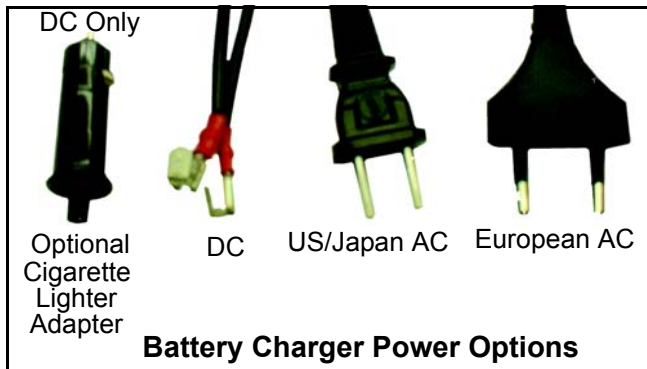 DC Only
Optional
Cigarette
Lighter
Adapter
DC
US/Japan AC
European AC
Battery Charger Power Options